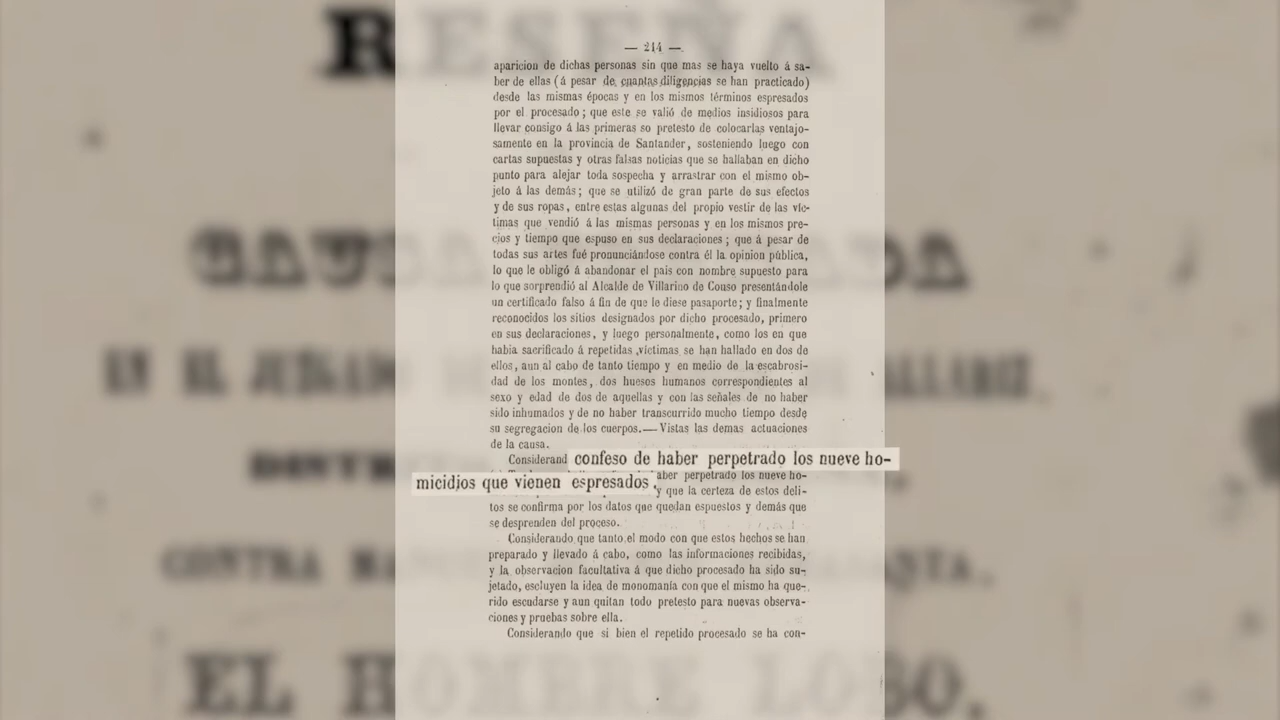 RESEÑA
— 214 —
aparicion de dichas personas sin que mas se haya vuelto á sa-
ber de ellas (á pesar de cuantas diligencias se han practicado)
desde las mismas épocas y en los mismos términos espresados
por el procesado; que este se valió de medios insidiosos para
llevar consigo á las primeras so pretesto de colocarlas ventajo-
samente en la provincia de Santander, sosteniendo luego con
cartas supuestas y otras falsas noticias que se hallaban en dicho
punto para alejar toda sospecha y arrastrar con el mismo ob-
jeto á las demás; que se utilizó de gran parte de sus efectos
y de sus ropas, entre estas algunas del propio vestir de las víc-
timas que vendió á las mismas personas y en los mismos pre-
cios y tiempo que espuso en sus declaraciones; que á pesar de
todas sus artes fué pronunciándose contra él la opinion pública,
lo que le obligó á abandonar el pais con nombre supuesto para
lo que sorprendió al Alcalde de Villarino de Couso presentándole
un certificado falso á fin de que le diese pasaporte; y finalmente
reconocidos los sitios designados por dicho procesado, primero
en sus declaraciones, y luego personalmente, como los en que
habia sacrificado á repetidas víctimas se han hallado en dos de
ellos, aun al cabo de tanto tiempo y en medio de la escabrosi-
dad de los montes, dos huesos humanos correspondientes al
sexo y edad de dos de aquellas y con las señales de no haber
sido inhumados y de no haber transcurrido mucho tiempo desde
su segregacion de los cuerpos.— Vistas las demas actuaciones
de la causa.
Considerand confeso de haber perpetrado los nueve ho-
aber perpetrado los nueve ho-
micidios que vienen espresados,
y que la certeza de estos deli-
tos se confirma por los datos que quedan espuestos y demás que
se desprenden del proceso.
Considerando que tanto el modo con que estos hechos se han
preparado y llevado á cabo, como las informaciones recibidas,
y la observacion facultativa á que dicho procesado ha sido su-
jetado, escluyen la idea de monomanía con que el mismo ha que-
rido escudarse y aun quitan todo pretesto para nuevas observa-
ciones y pruebas sobre ella.
Considerando que si bien el repetido procesado se ha con-
EL HOMBRE LOBO,